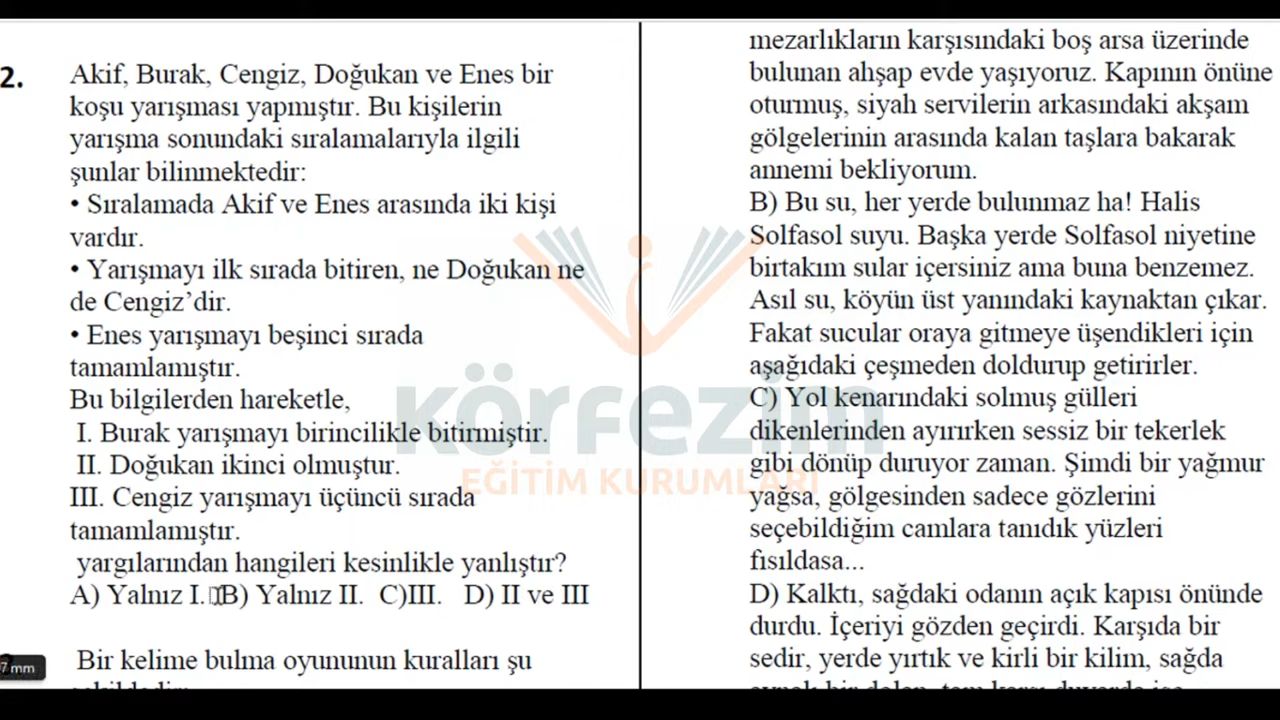 2.
Akif, Burak, Cengiz, Doğukan ve Enes bir
koşu yarışması yapmıştır. Bu kişilerin
yarışma sonundaki sıralamalarıyla ilgili
şunlar bilinmektedir:
• Sıralamada Akif ve Enes arasında iki kişi
vardır.
• Yarışmayı ilk sırada bitiren, ne Doğukan ne
de Cengiz’dir.
• Enes yarışmayı beşinci sırada
tamamlamıştır.
Bu bilgilerden hareketle,
I. Burak yarışmayı birincilikle bitirmiştir.
II. Doğukan ikinci olmuştur.
III. Cengiz yarışmayı üçüncü sırada
tamamlamıştır.
yargılarından hangileri kesinlikle yanlıştır?
A) Yalnız I. B) Yalnız II. C)III. D) II ve III
Bir kelime bulma oyununun kuralları şu
7 mm
mezarlıkların karşısındaki boş arsa üzerinde
bulunan ahşap evde yaşıyoruz. Kapının önüne
oturmuş, siyah servilerin arkasındaki akşam
gölgelerinin arasında kalan taşlara bakarak
annemi bekliyorum.
B) Bu su, her yerde bulunmaz ha! Halis
Solfasol suyu. Başka yerde Solfasol niyetine
birtakım sular içersiniz ama buna benzemez.
Asıl su, köyün üst yanındaki kaynaktan çıkar.
Fakat sucular oraya gitmeye üşendikleri için
aşağıdaki çeşmeden doldurup getirirler.
C) Yol kenarındaki solmuş gülleri
dikenlerinden ayırırken sessiz bir tekerlek
gibi dönüp duruyor zaman. Şimdi bir yağmur
yağsa, gölgesinden sadece gözlerini
seçebildiğim camlara tanıdık yüzleri
fısıldasa...
D) Kalktı, sağdaki odanın açık kapısı önünde
durdu. İçeriyi gözden geçirdi. Karşıda bir
sedir, yerde yırtık ve kirli bir kilim, sağda
körfezim
EĞİTİM KURUMLARI